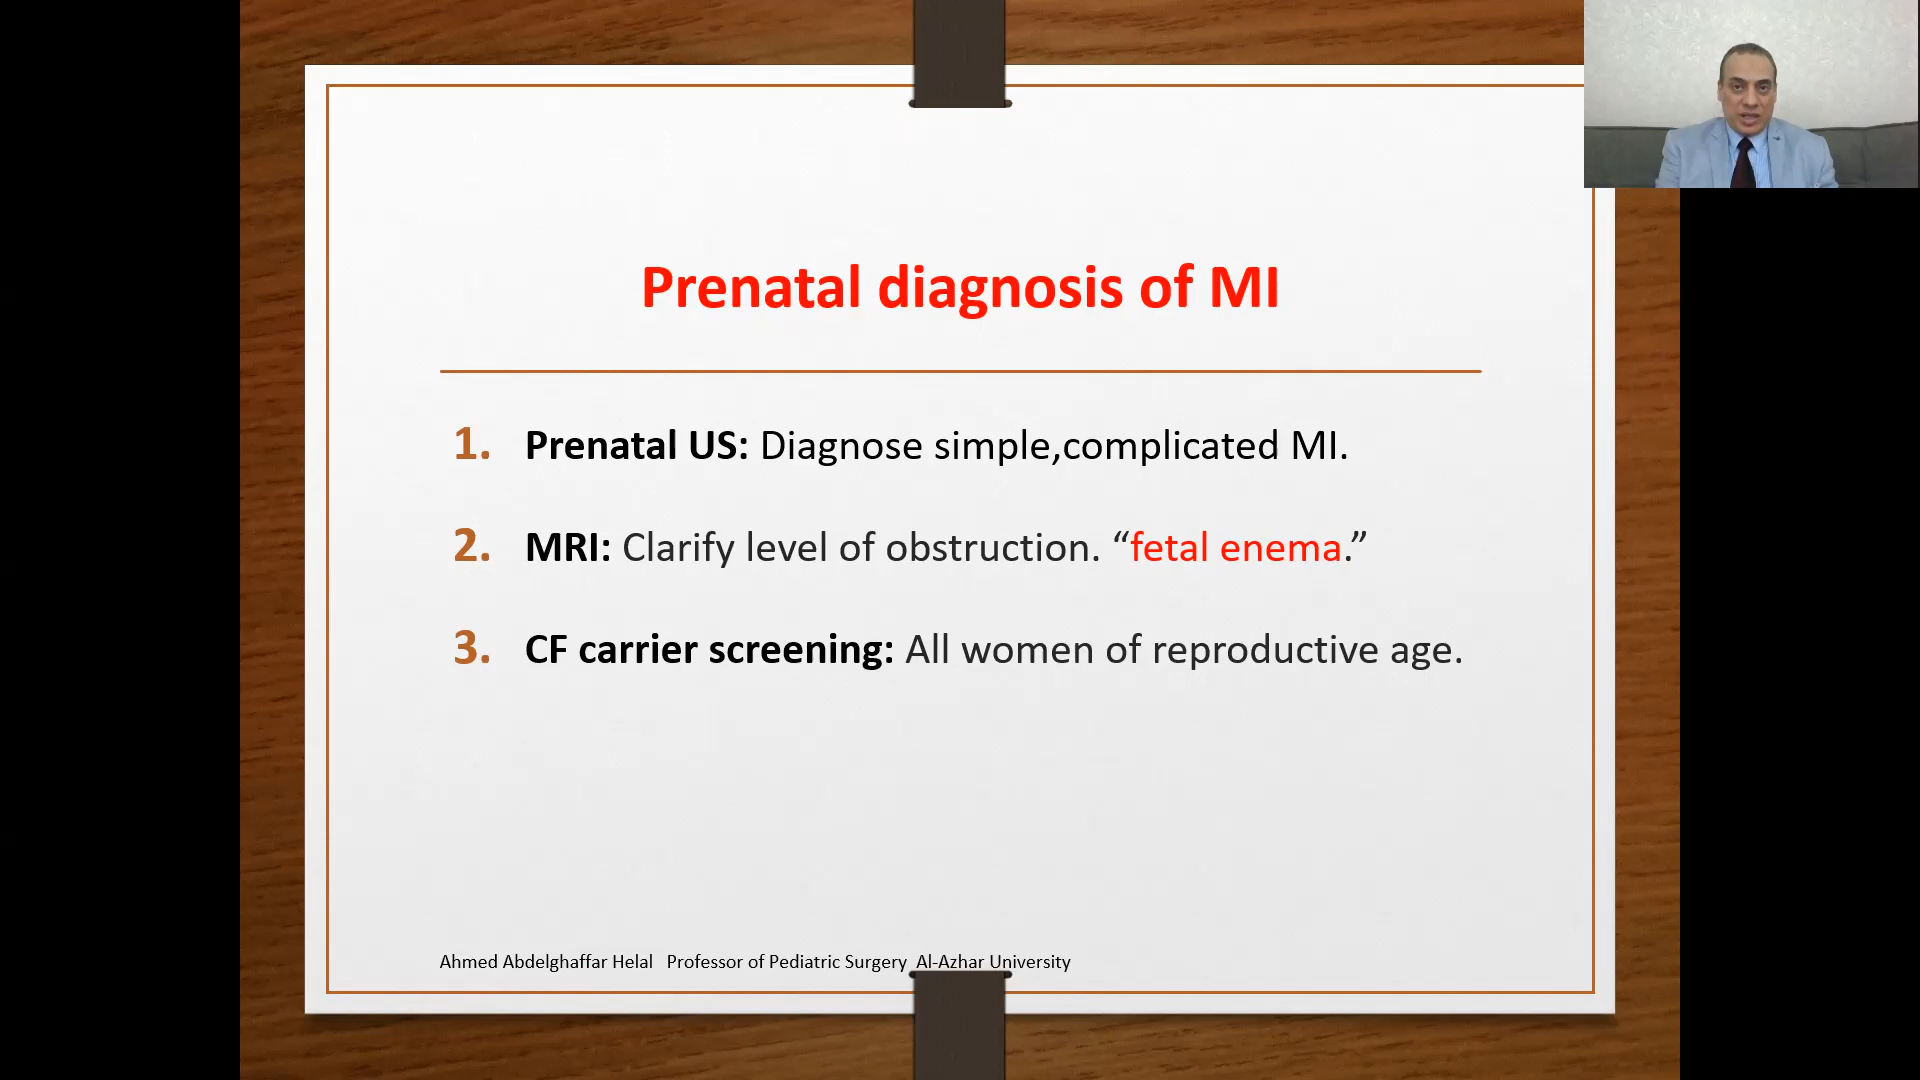 Prenatal diagnosis of MI
1. Prenatal US: Diagnose simple,complicated MI.
2. MRI: Clarify level of obstruction. “fetal enema.”
3. CF carrier screening: All women of reproductive age.
Ahmed Abdelghaffar Helal Professor of Pediatric Surgery Al-Azhar University